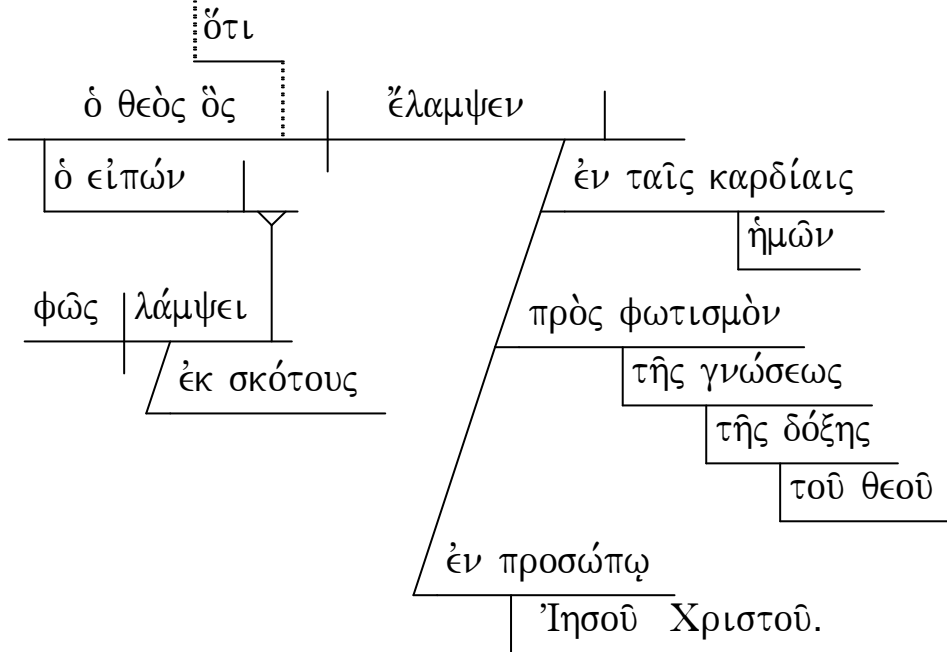 ὅτι
ὁ θεὸς ὃς ἔλαμψεν
ὁ εἰπών ἐν ταῖς καρδίαις
ἡμῶν
φῶς λάμψει πρὸς φωτισμὸν
ἐκ σκότους τῆς γνώσεως
τῆς δόξης
τοῦ θεοῦ
ἐν προσώπῳ
Ἰησοῦ Χριστοῦ.